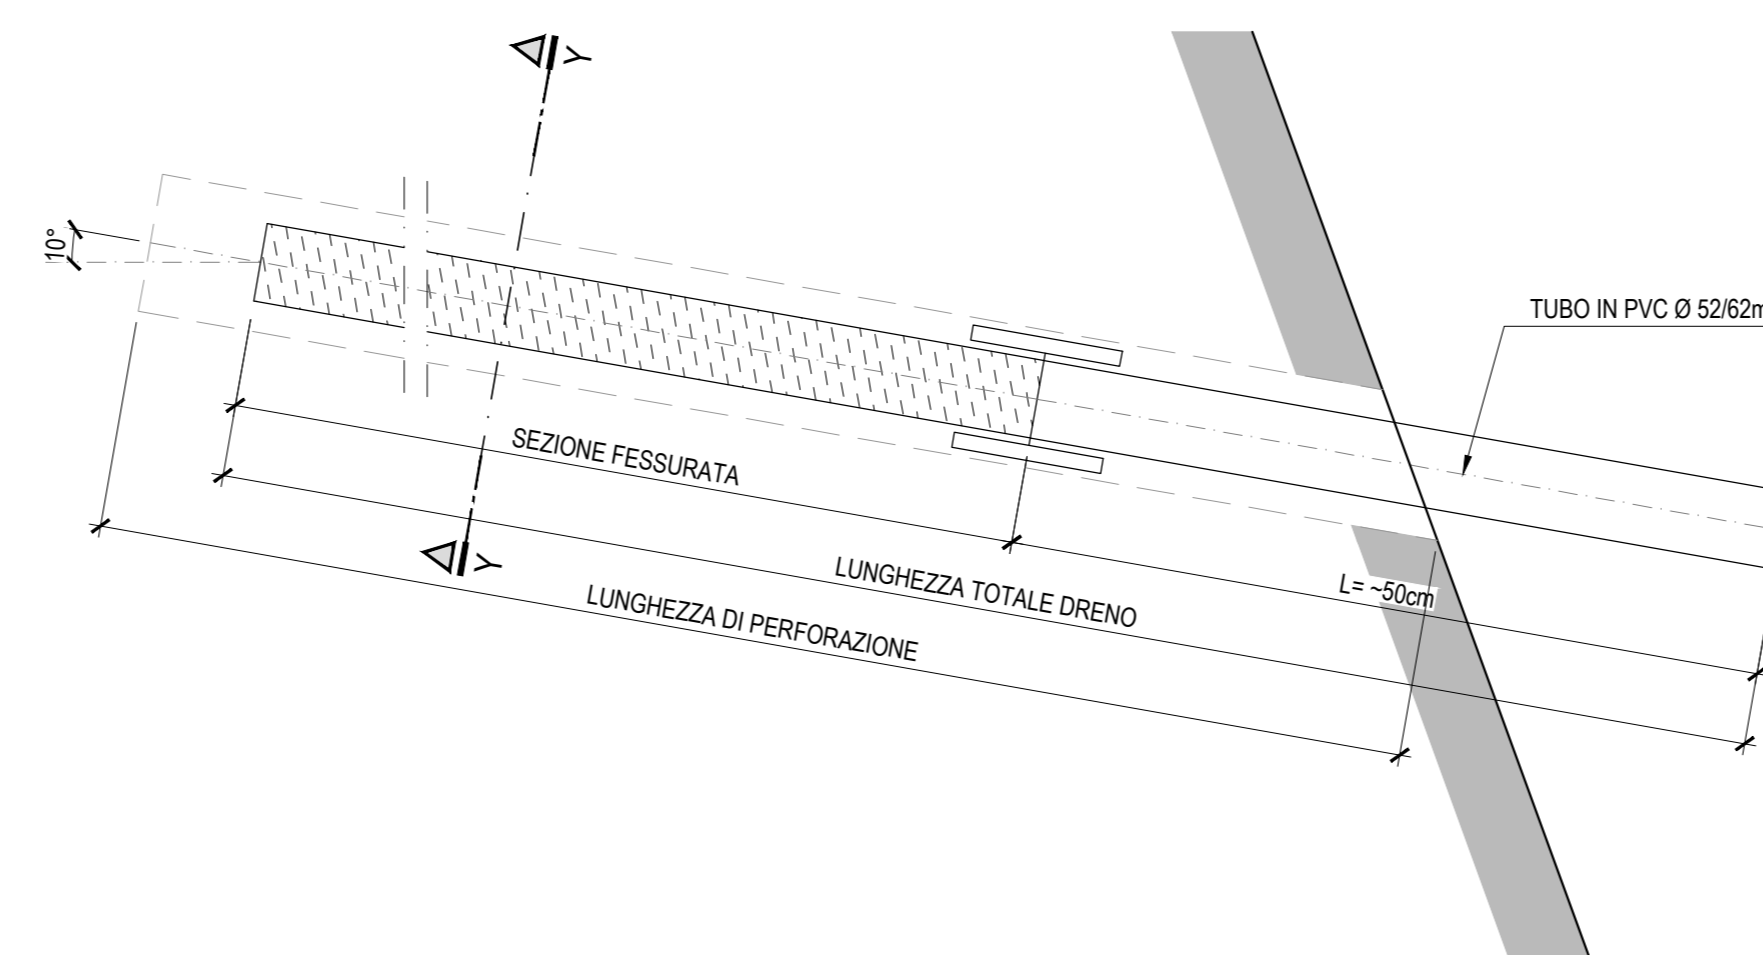 Y
10°
TUBO IN PVC Ø 52/62m
SEZIONE FESSURATA
LUNGHEZZA TOTALE DRENO
L= ~50cm
Y
LUNGHEZZA DI PERFORAZIONE